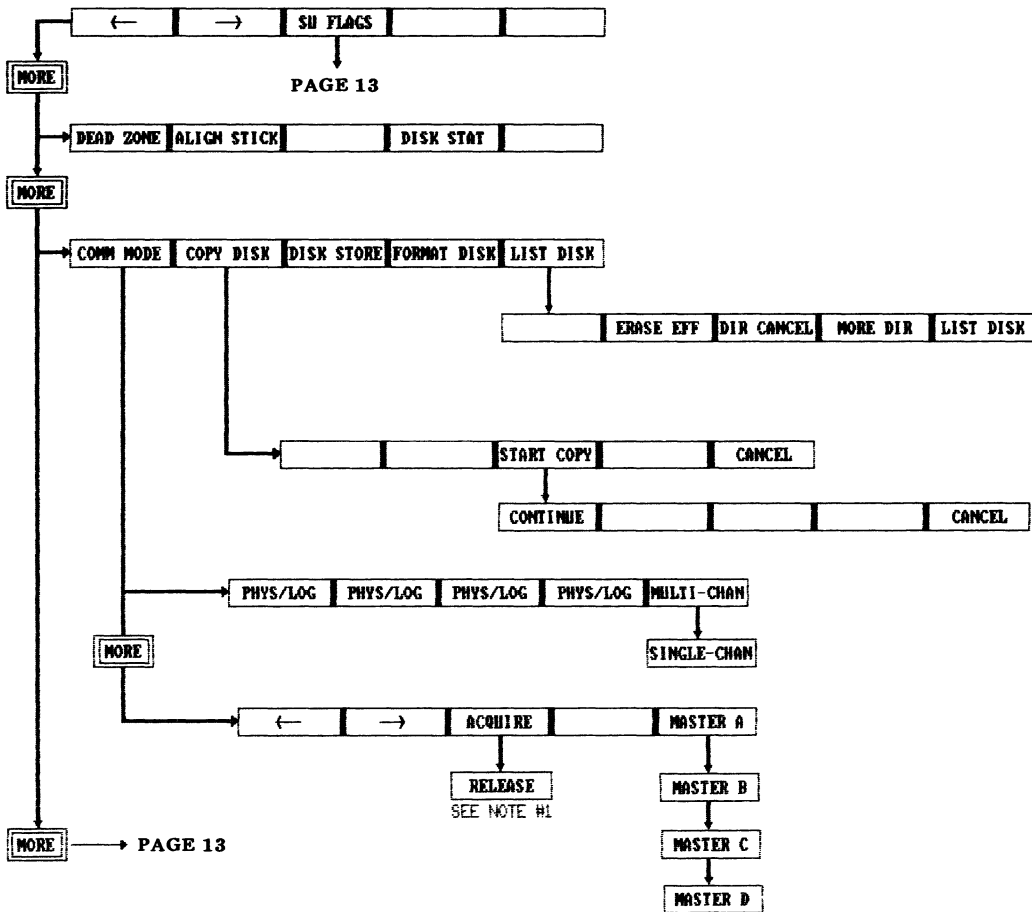 ← → SW FLAGS
MORE
PAGE 13
DEAD ZONE ALIGN STICK DISK STAT
MORE
COMM MODE COPY DISK DISK STORE FORMAT DISK LIST DISK
ERASE EFF DIR CANCEL MORE DIR LIST DISK
START COPY CANCEL
CONTINUE CANCEL
PHYS/LOG PHYS/LOG PHYS/LOG PHYS/LOG MULTI-CHAN
MORE
SINGLE-CHAN
← → ACQUIRE MASTER A
RELEASE
MASTER B
SEE NOTE #1
MORE → PAGE 13
MASTER C
MASTER D